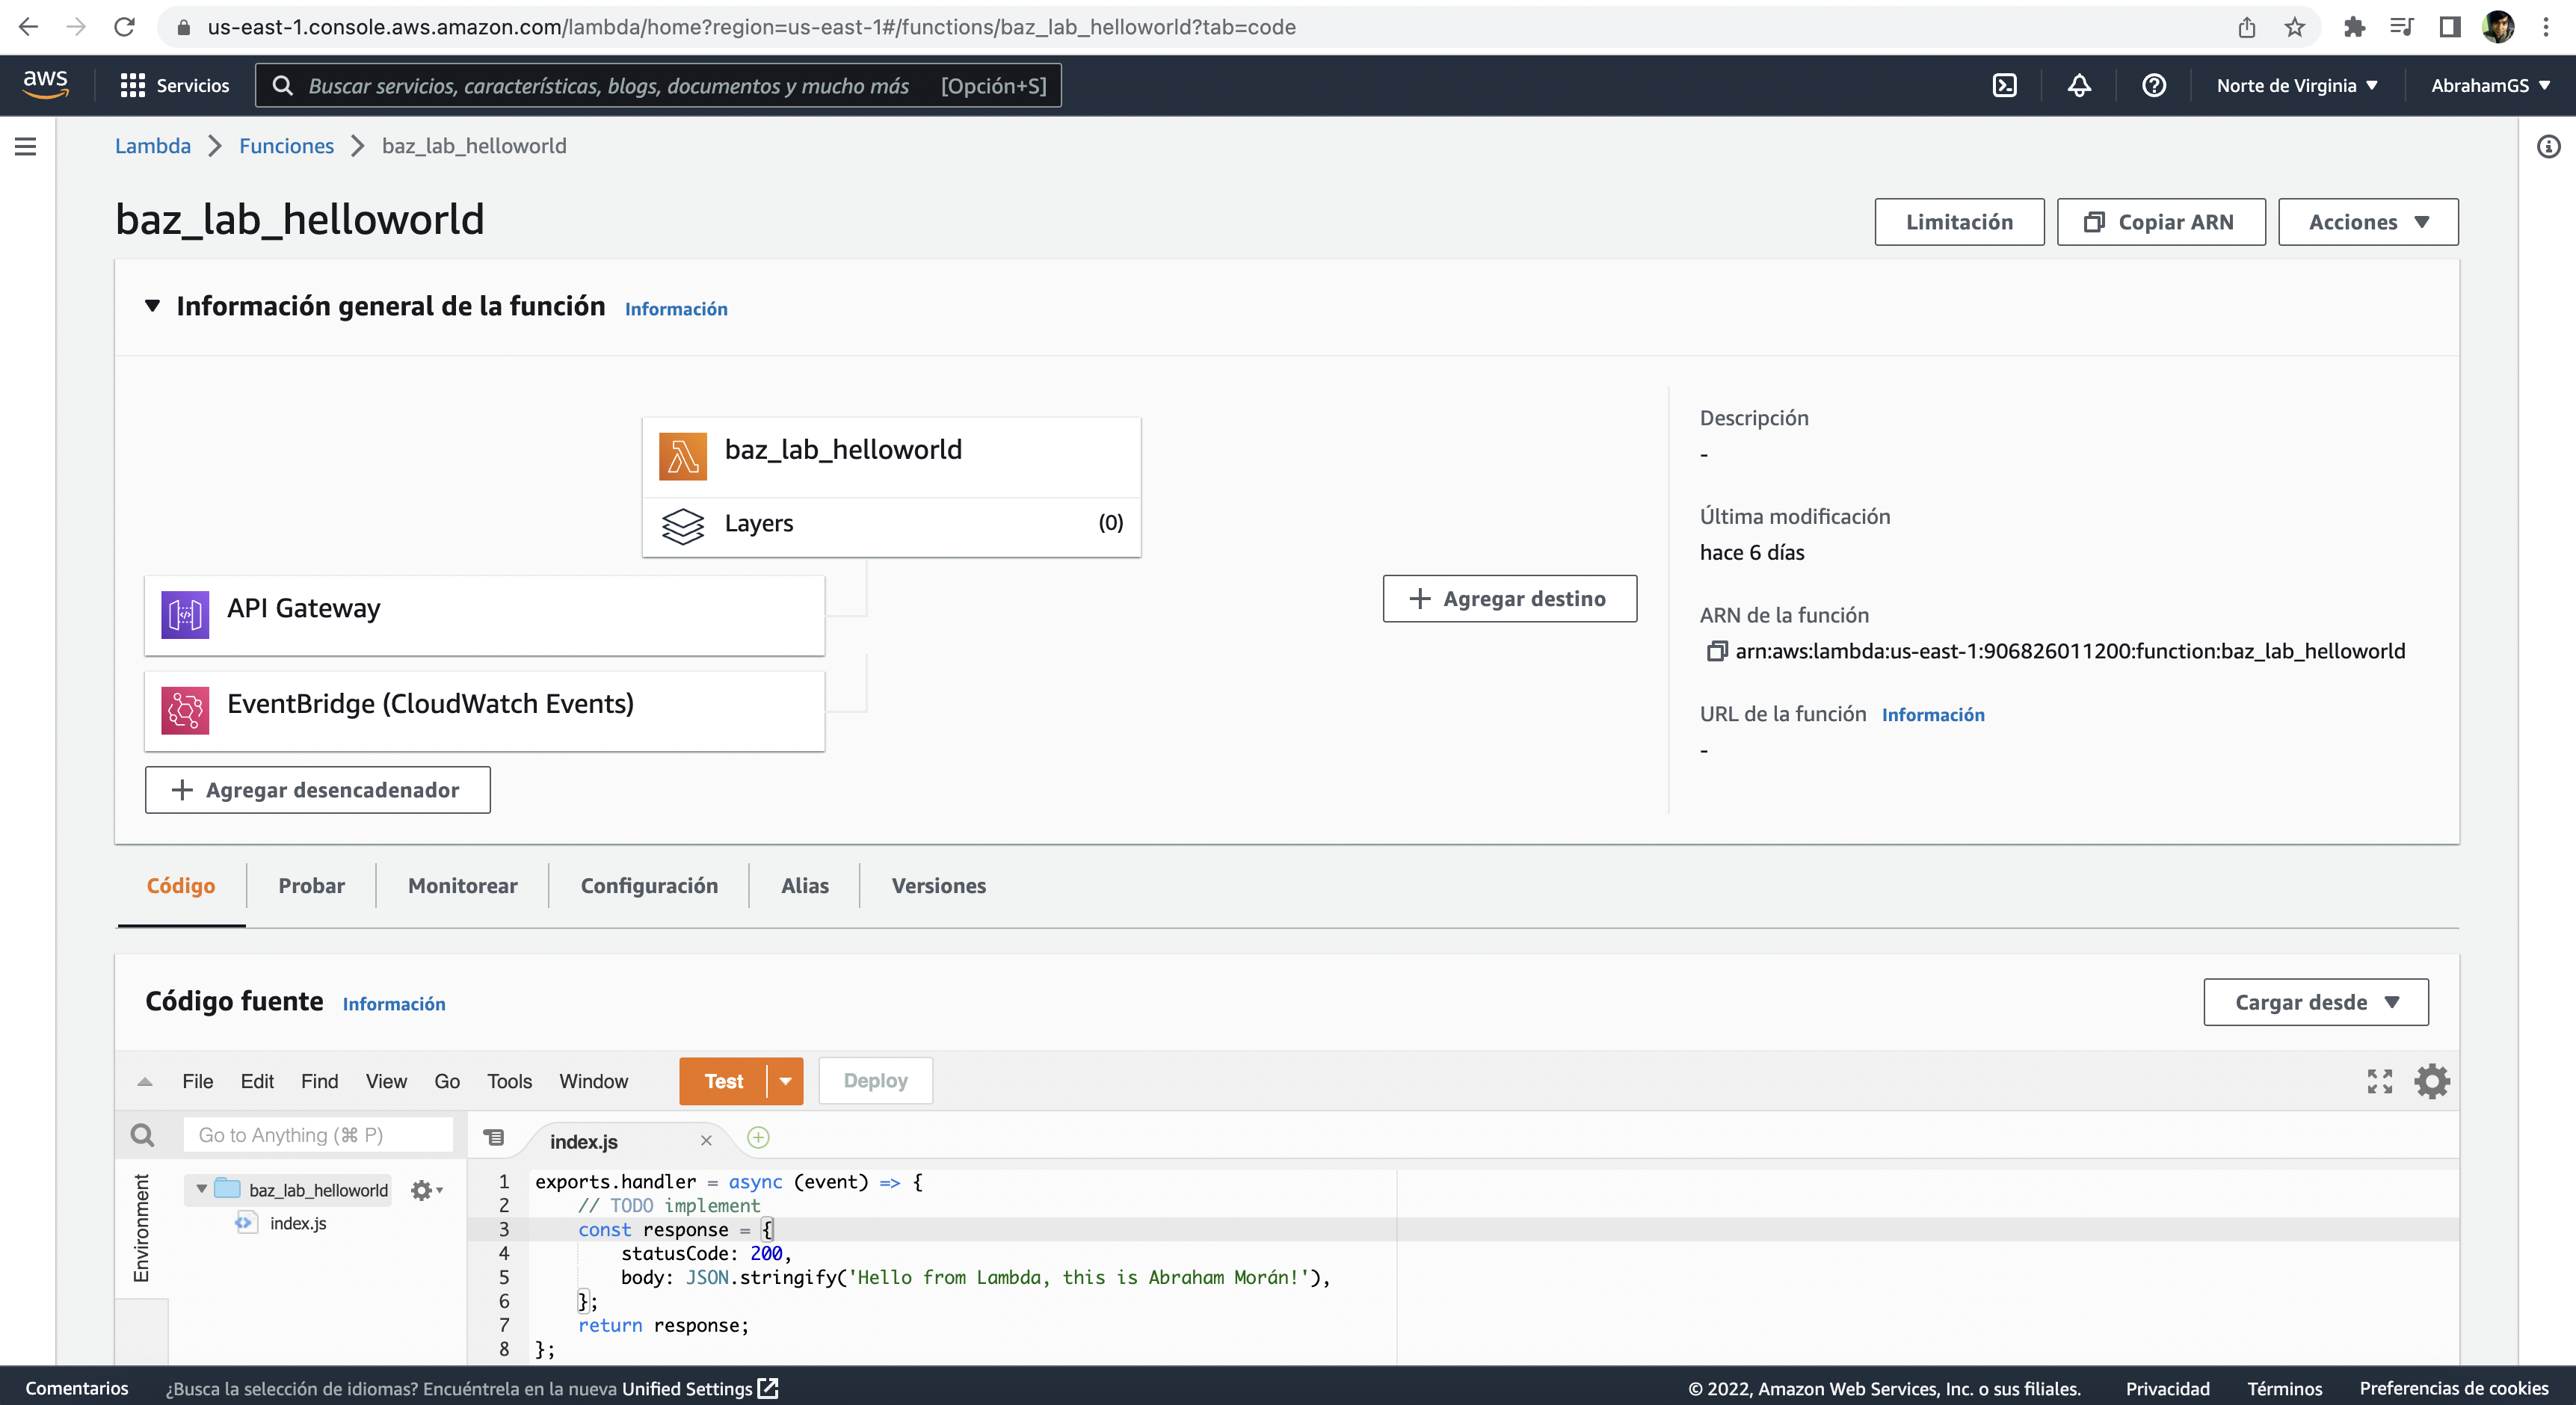 us-east-1.console.aws.amazon.com/lambda/home?region=us-east-1#/functions/baz_lab_helloworld?tab=code
aws
Servicios
Buscar servicios, características, blogs, documentos y mucho más [Opción+S]
Norte de Virginia
AbrahamGS
Lambda
Funciones
baz_lab_helloworld
baz_lab_helloworld
Limitación
Copiar ARN
Acciones
Información general de la función
Información
baz_lab_helloworld
Layers
(0)
API Gateway
EventBridge (CloudWatch Events)
Agregar desencadenador
Agregar destino
Descripción
-
Última modificación
hace 6 días
ARN de la función
arn:aws:lambda:us-east-1:906826011200:function:baz_lab_helloworld
URL de la función
Información
-
Código
Probar
Monitorear
Configuración
Alias
Versiones
Código fuente
Información
Cargar desde
File
Edit
Find
View
Go
Tools
Window
Test
Deploy
Go to Anything (⌘ P)
Environment
baz_lab_helloworld
index.js
index.js
1 exports.handler = async (event) => {
2 // TODO implement
3 const response = {
4 statusCode: 200,
5 body: JSON.stringify('Hello from Lambda, this is Abraham Morán!'),
6 };
7 return response;
8 };
Comentarios
¿Busca la selección de idiomas? Encuéntrela en la nueva Unified Settings
© 2022, Amazon Web Services, Inc. o sus filiales.
Privacidad
Términos
Preferencias de cookies